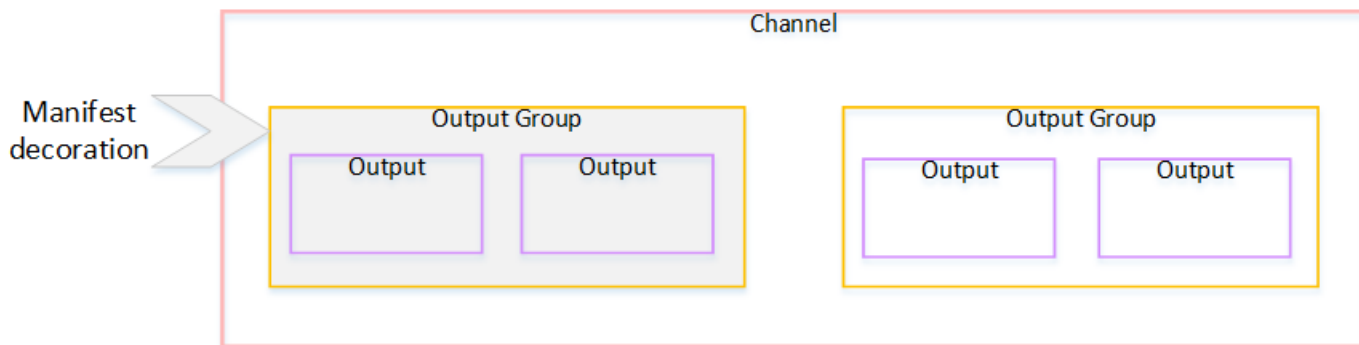 Channel
Manifest
decoration
Output Group
Output
Output
Output Group
Output
Output